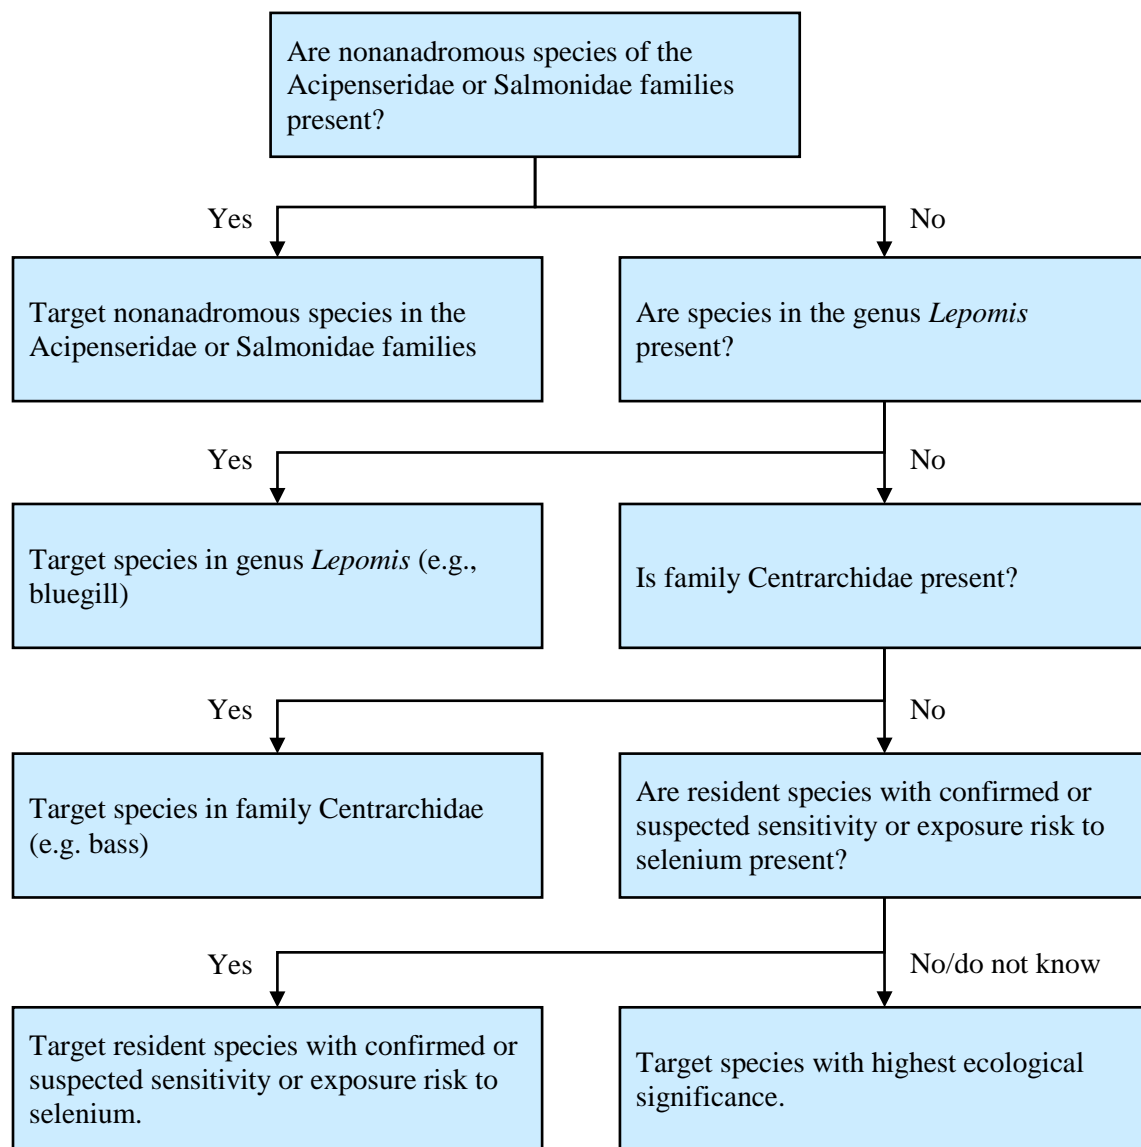 Are nonanadromous species of the
Acipenseridae or Salmonidae families
present?
Yes
No
Target nonanadromous species in the
Acipenseridae or Salmonidae families
Are species in the genus Lepomis
present?
Yes
No
Target species in genus Lepomis (e.g.,
bluegill)
Is family Centrarchidae present?
Yes
No
Target species in family Centrarchidae
(e.g. bass)
Are resident species with confirmed or
suspected sensitivity or exposure risk to
selenium present?
Yes
No/do not know
Target resident species with confirmed or
suspected sensitivity or exposure risk to
selenium.
Target species with highest ecological
significance.